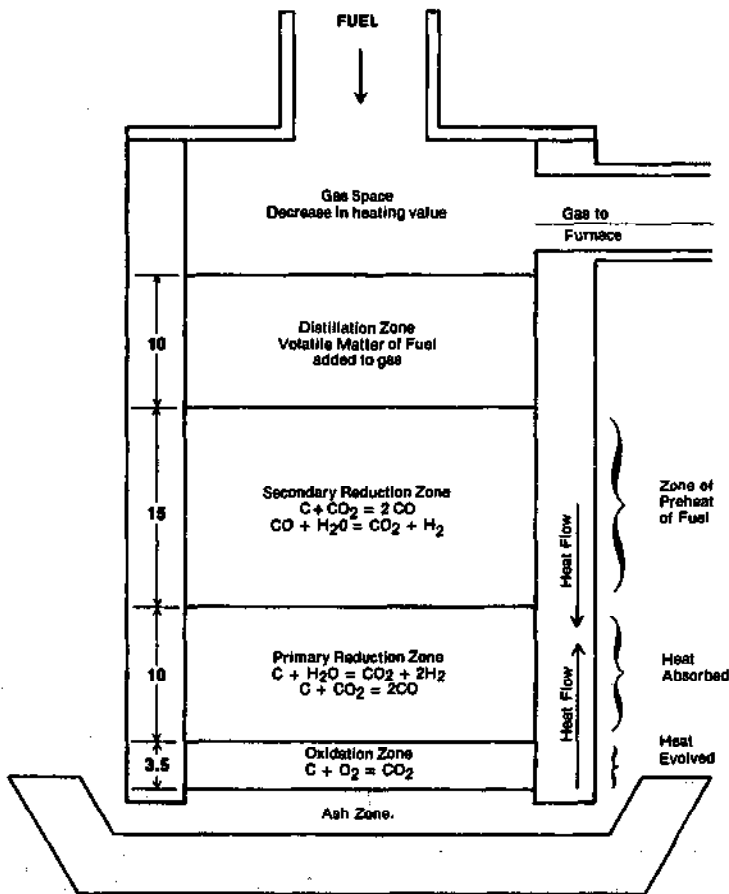 FUEL
Gas Space
Decrease in heating value
Gas to
Furnace
Distillation Zone
Volatile Matter of Fuel
added to gas
10
Secondary Reduction Zone
C + CO₂ = 2 CO
CO + H₂O = CO₂ + H₂
15
Heat Flow
Zone of
Preheat
of Fuel
Primary Reduction Zone
C + H₂O = CO₂ + 2H₂
C + CO₂ = 2CO
10
Heat Flow
Heat
Absorbed
Oxidation Zone
C + O₂ = CO₂
3.5
Heat
Evolved
Ash Zone.